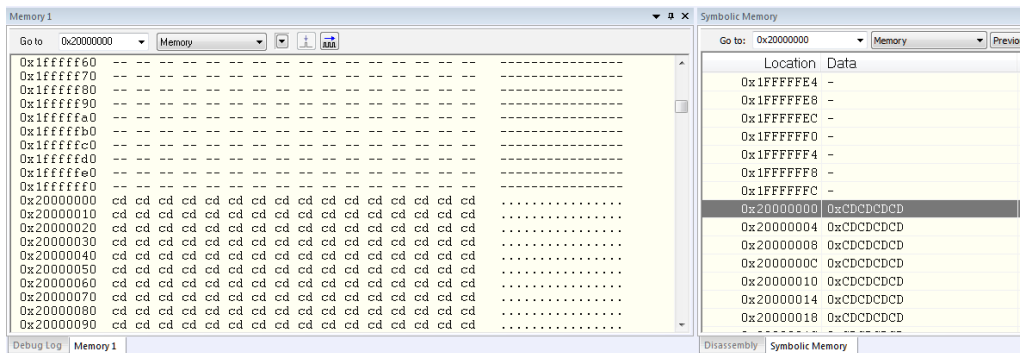 Memory 1
Go to 0x20000000 Memory
0x1fffff60 -- -- -- -- -- -- -- -- -- -- -- -- -- -- -- -- ----------------
0x1fffff70 -- -- -- -- -- -- -- -- -- -- -- -- -- -- -- -- ----------------
0x1fffff80 -- -- -- -- -- -- -- -- -- -- -- -- -- -- -- -- ----------------
0x1fffff90 -- -- -- -- -- -- -- -- -- -- -- -- -- -- -- -- ----------------
0x1fffffa0 -- -- -- -- -- -- -- -- -- -- -- -- -- -- -- -- ----------------
0x1fffffb0 -- -- -- -- -- -- -- -- -- -- -- -- -- -- -- -- ----------------
0x1fffffc0 -- -- -- -- -- -- -- -- -- -- -- -- -- -- -- -- ----------------
0x1fffffd0 -- -- -- -- -- -- -- -- -- -- -- -- -- -- -- -- ----------------
0x1fffffe0 -- -- -- -- -- -- -- -- -- -- -- -- -- -- -- -- ----------------
0x1ffffff0 -- -- -- -- -- -- -- -- -- -- -- -- -- -- -- -- ----------------
0x20000000 cd cd cd cd cd cd cd cd cd cd cd cd cd cd cd cd ................
0x20000010 cd cd cd cd cd cd cd cd cd cd cd cd cd cd cd cd ................
0x20000020 cd cd cd cd cd cd cd cd cd cd cd cd cd cd cd cd ................
0x20000030 cd cd cd cd cd cd cd cd cd cd cd cd cd cd cd cd ................
0x20000040 cd cd cd cd cd cd cd cd cd cd cd cd cd cd cd cd ................
0x20000050 cd cd cd cd cd cd cd cd cd cd cd cd cd cd cd cd ................
0x20000060 cd cd cd cd cd cd cd cd cd cd cd cd cd cd cd cd ................
0x20000070 cd cd cd cd cd cd cd cd cd cd cd cd cd cd cd cd ................
0x20000080 cd cd cd cd cd cd cd cd cd cd cd cd cd cd cd cd ................
0x20000090 cd cd cd cd cd cd cd cd cd cd cd cd cd cd cd cd ................
Debug Log Memory 1
Symbolic Memory
Go to: 0x20000000 Memory Previo
Location Data
0x1FFFFFE4 -
0x1FFFFFE8 -
0x1FFFFFEC -
0x1FFFFFF0 -
0x1FFFFFF4 -
0x1FFFFFF8 -
0x1FFFFFFC -
0x20000000 0xCDCDCDCD
0x20000004 0xCDCDCDCD
0x20000008 0xCDCDCDCD
0x2000000C 0xCDCDCDCD
0x20000010 0xCDCDCDCD
0x20000014 0xCDCDCDCD
0x20000018 0xCDCDCDCD
Disassembly Symbolic Memory